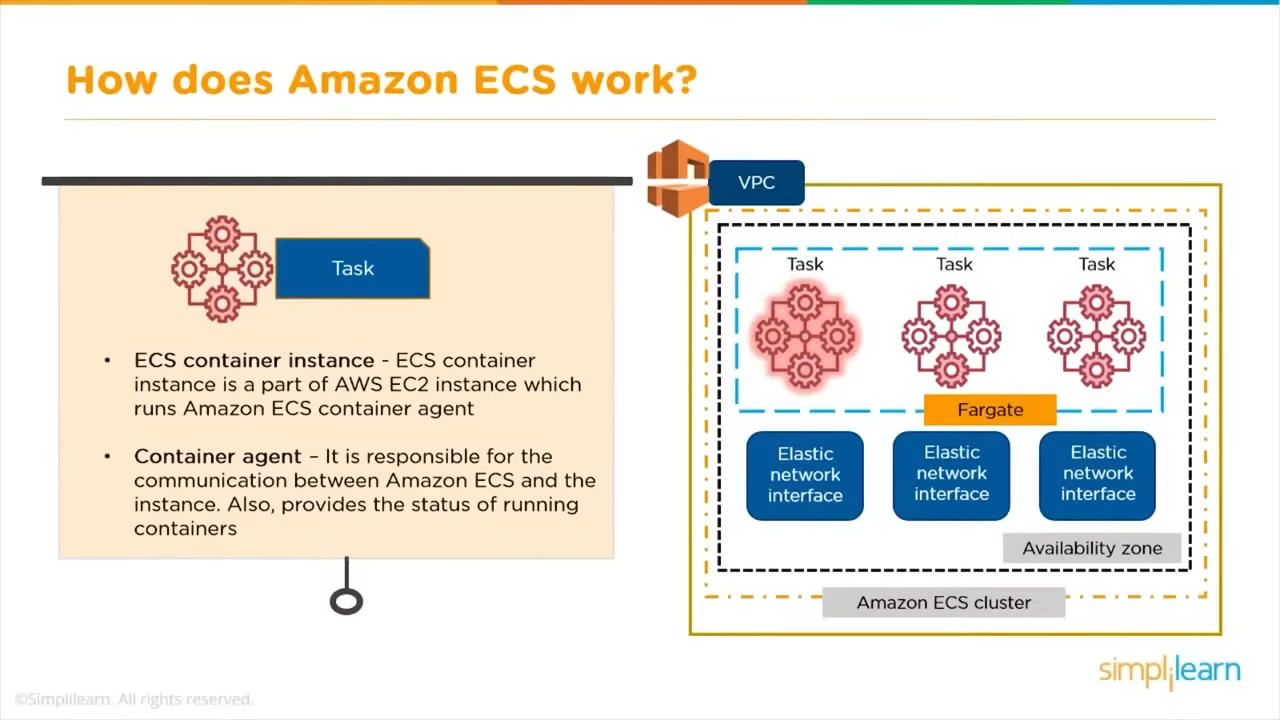 How does Amazon ECS work?
VPC
Task
• ECS container instance - ECS container
instance is a part of AWS EC2 instance which
runs Amazon ECS container agent
• Container agent – It is responsible for the
communication between Amazon ECS and the
instance. Also, provides the status of running
containers
Task
Task
Task
Fargate
Elastic
network
interface
Elastic
network
interface
Elastic
network
interface
Availability zone
Amazon ECS cluster
simplilearn
©Simplilearn. All rights reserved.